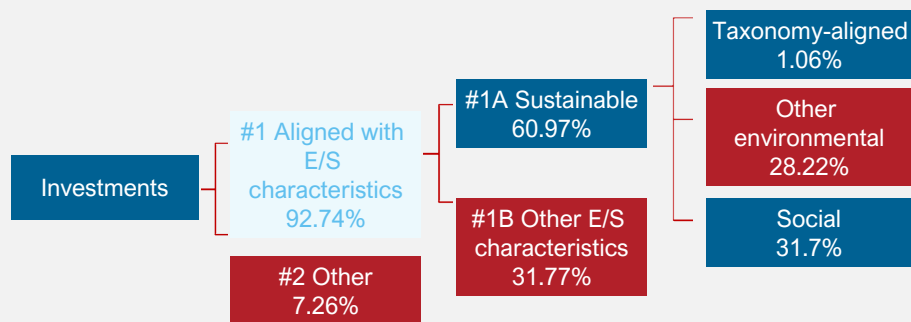 Investments
#1 Aligned with
E/S
characteristics
92.74%
#2 Other
7.26%
#1A Sustainable
60.97%
#1B Other E/S
characteristics
31.77%
Taxonomy-aligned
1.06%
Other
environmental
28.22%
Social
31.7%